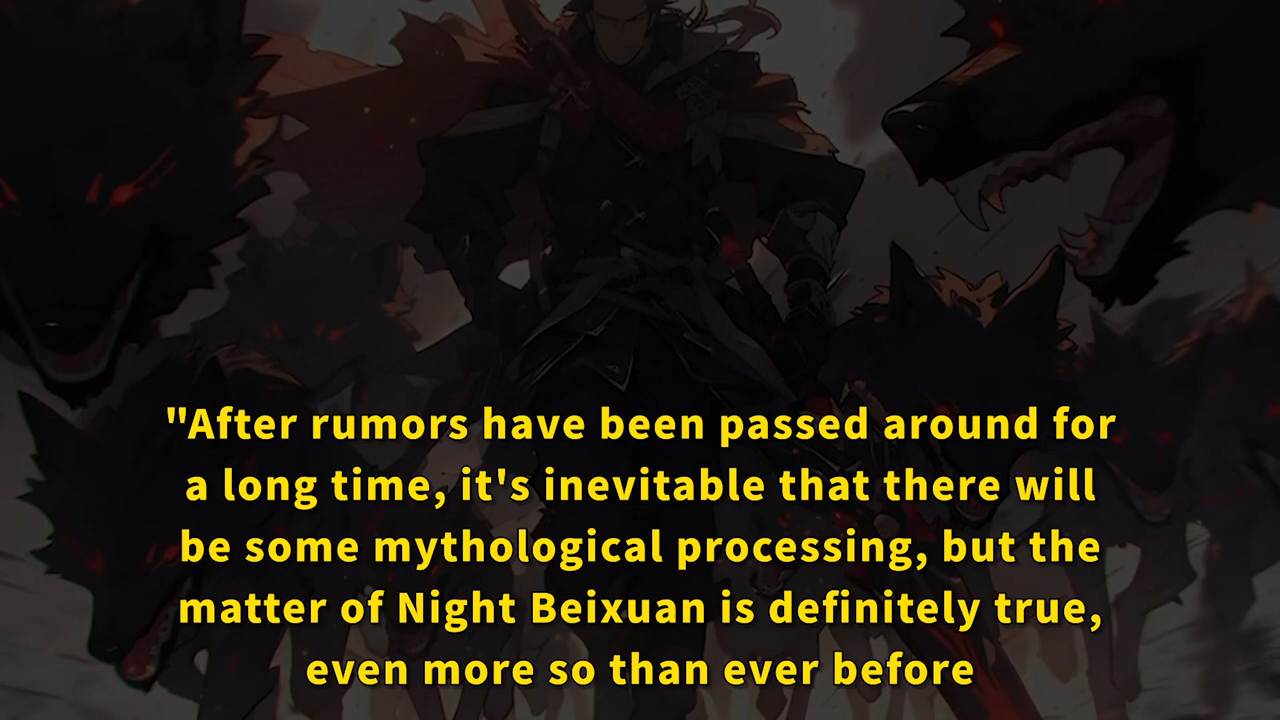 "After rumors have been passed around for
a long time, it's inevitable that there will
be some mythological processing, but the
matter of Night Beixuan is definitely true,
even more so than ever before